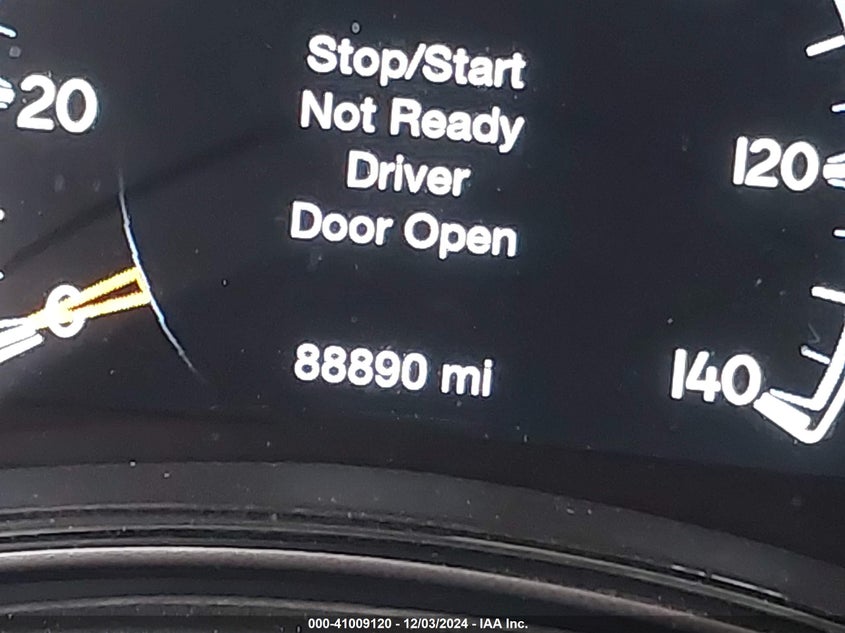 Stop/Start
20
Not Ready
120
Driver
Door Open
0
88890 mi
140
000-41009120 - 12/03/2024 - IAA Inc.